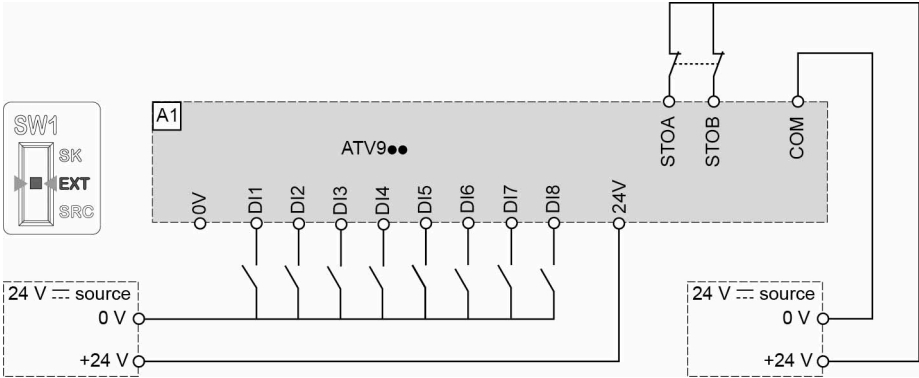 SW1
SK
EXT
SRC
A1
ATV9●●
STOA
STOB
COM
0V
DI1
DI2
DI3
DI4
DI5
DI6
DI7
DI8
24V
24 V ⎓ source
0 V
+24 V
24 V ⎓ source
0 V
+24 V